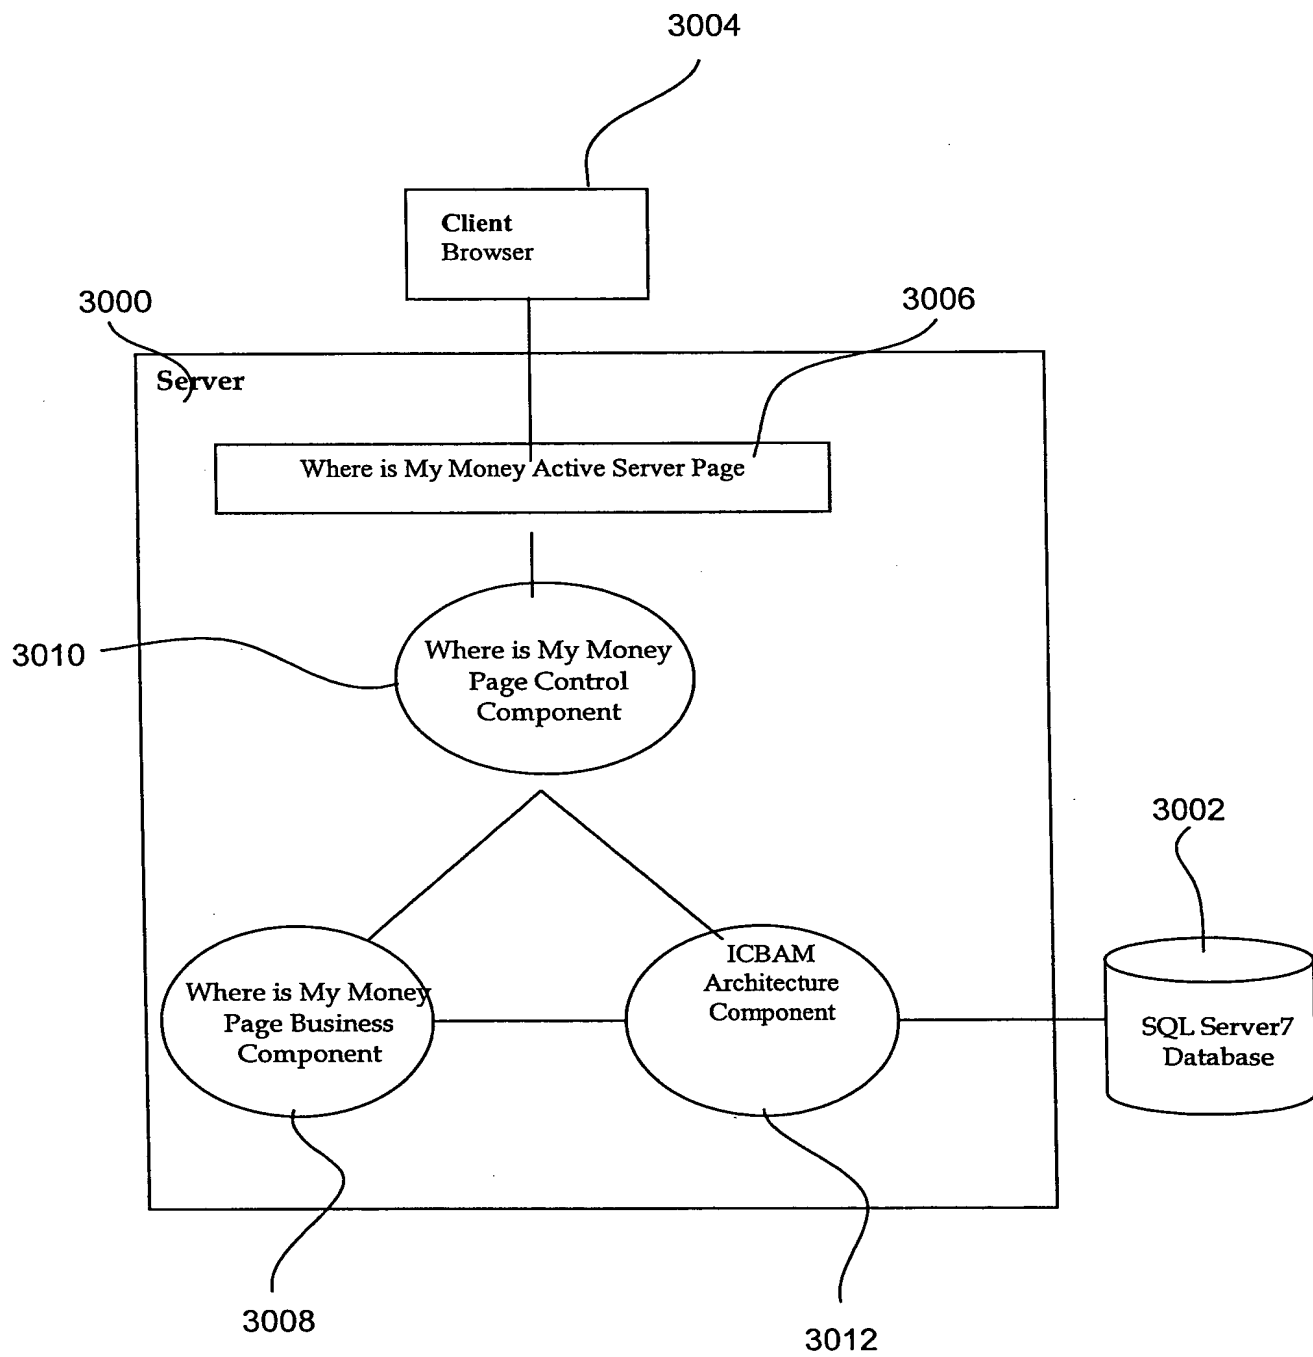 3004
Client
Browser
3000
3006
Server
Where is My Money Active Server Page
3010
Where is My Money
Page Control
Component
3002
ICBAM
Architecture
Component
Where is My Money
Page Business
Component
SQL Server7
Database
3008
3012